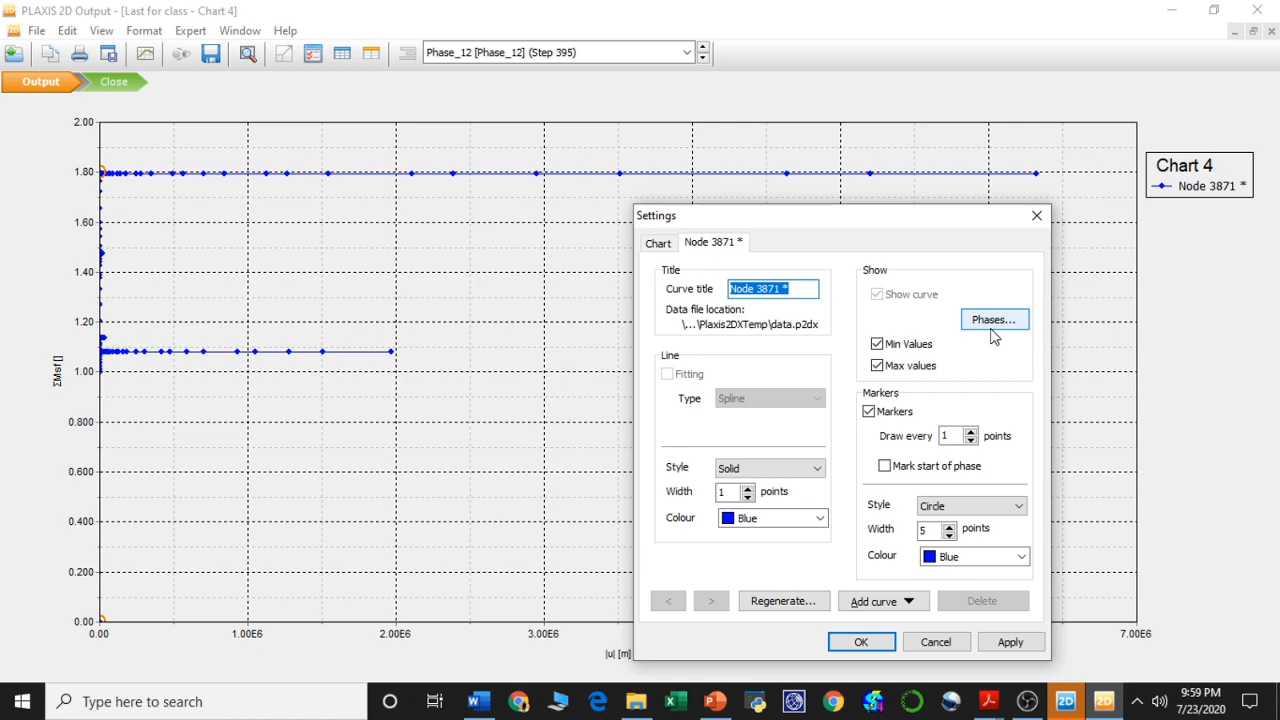 PLAXIS 2D Output - [Last for class - Chart 4]
File Edit View Format Expert Window Help
Phase_12 [Phase_12] (Step 395)
Output Close
2.00
1.80
1.60
1.40
1.20
1.00
0.800
0.600
0.400
0.200
0.00
ΣMsf []
0.00 1.00E6 2.00E6 3.00E6 7.00E6
|u| [m]
Chart 4
Node 3871 *
Settings
Chart Node 3871 *
Title
Curve title Node 3871 *
Data file location:
\...\Plaxis2DXTemp\data.p2dx
Line
Fitting
Type Spline
Style Solid
Width 1 points
Colour Blue
Show
Show curve
Phases...
Min Values
Max values
Markers
Markers
Draw every 1 points
Mark start of phase
Style Circle
Width 5 points
Colour Blue
< > Regenerate... Add curve Delete
OK Cancel Apply
Type here to search
9:59 PM
7/23/2020